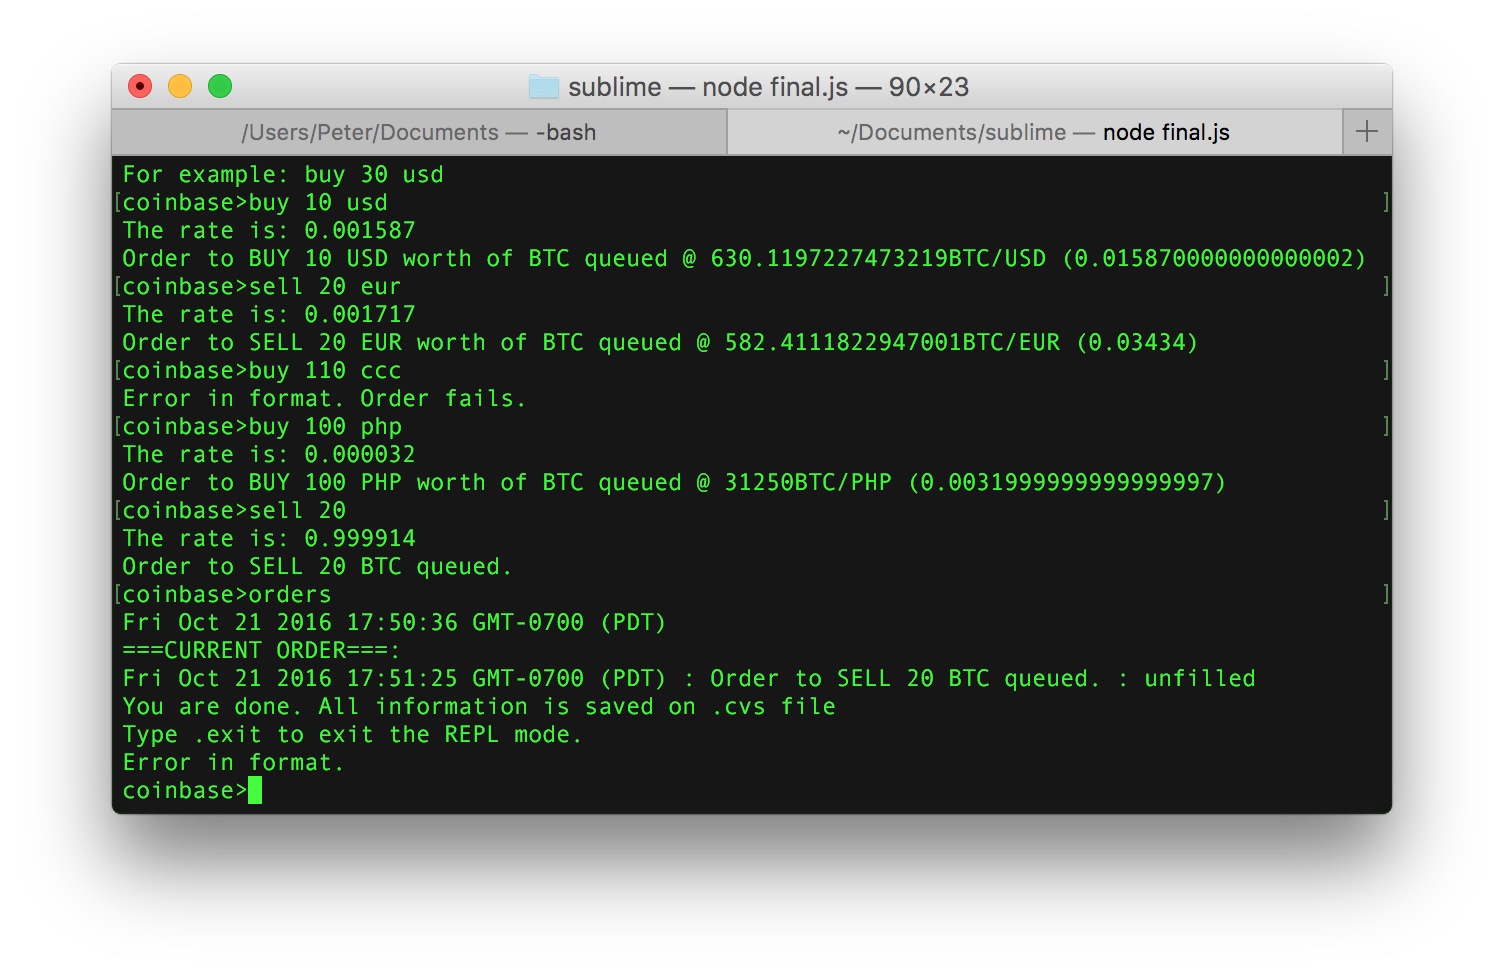 sublime — node final.js — 90×23
/Users/Peter/Documents — -bash
~/Documents/sublime — node final.js
For example: buy 30 usd
[coinbase>buy 10 usd ]
The rate is: 0.001587
Order to BUY 10 USD worth of BTC queued @ 630.1197227473219BTC/USD (0.015870000000000002)
[coinbase>sell 20 eur ]
The rate is: 0.001717
Order to SELL 20 EUR worth of BTC queued @ 582.4111822947001BTC/EUR (0.03434)
[coinbase>buy 110 ccc ]
Error in format. Order fails.
[coinbase>buy 100 php ]
The rate is: 0.000032
Order to BUY 100 PHP worth of BTC queued @ 31250BTC/PHP (0.0031999999999999997)
[coinbase>sell 20 ]
The rate is: 0.999914
Order to SELL 20 BTC queued.
[coinbase>orders ]
Fri Oct 21 2016 17:50:36 GMT-0700 (PDT)
===CURRENT ORDER===:
Fri Oct 21 2016 17:51:25 GMT-0700 (PDT) : Order to SELL 20 BTC queued. : unfilled
You are done. All information is saved on .cvs file
Type .exit to exit the REPL mode.
Error in format.
coinbase>